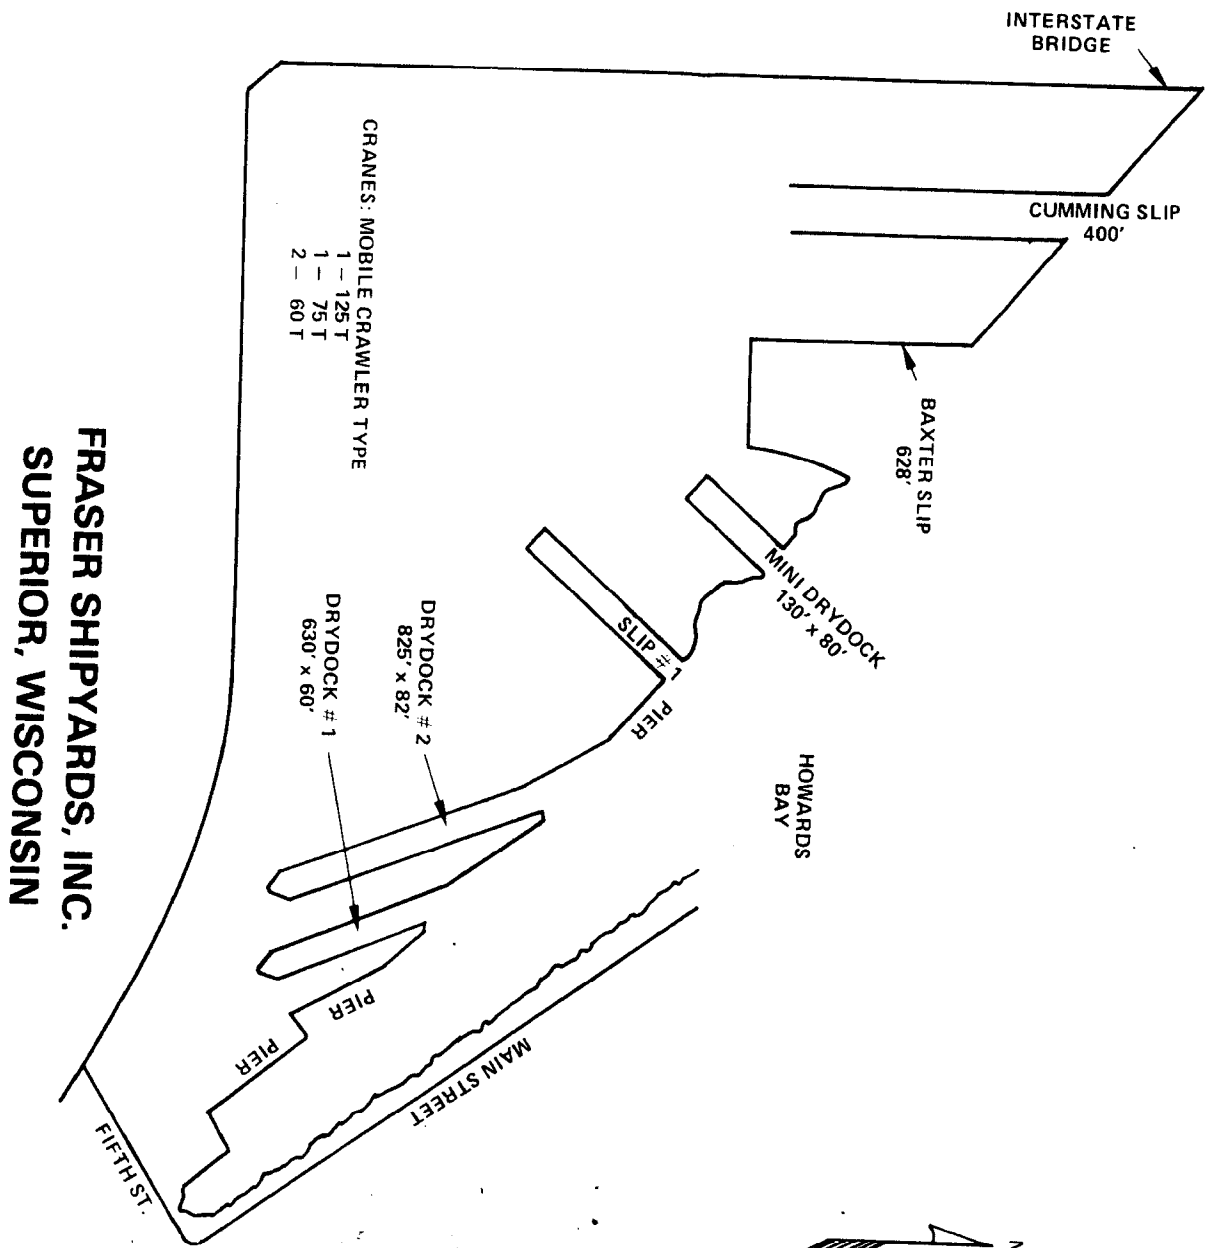 INTERSTATE
BRIDGE
CUMMING SLIP
400'
BAXTER SLIP
628'
MINI DRYDOCK
130' x 80'
SLIP # 1
PIER
HOWARDS
BAY
CRANES: MOBILE CRAWLER TYPE
1 – 125 T
1 – 75 T
2 – 60 T
DRYDOCK # 2
825' x 82'
DRYDOCK # 1
630' x 60'
PIER
PIER
MAIN STREET
FIFTH ST.
N
FRASER SHIPYARDS, INC.
SUPERIOR, WISCONSIN